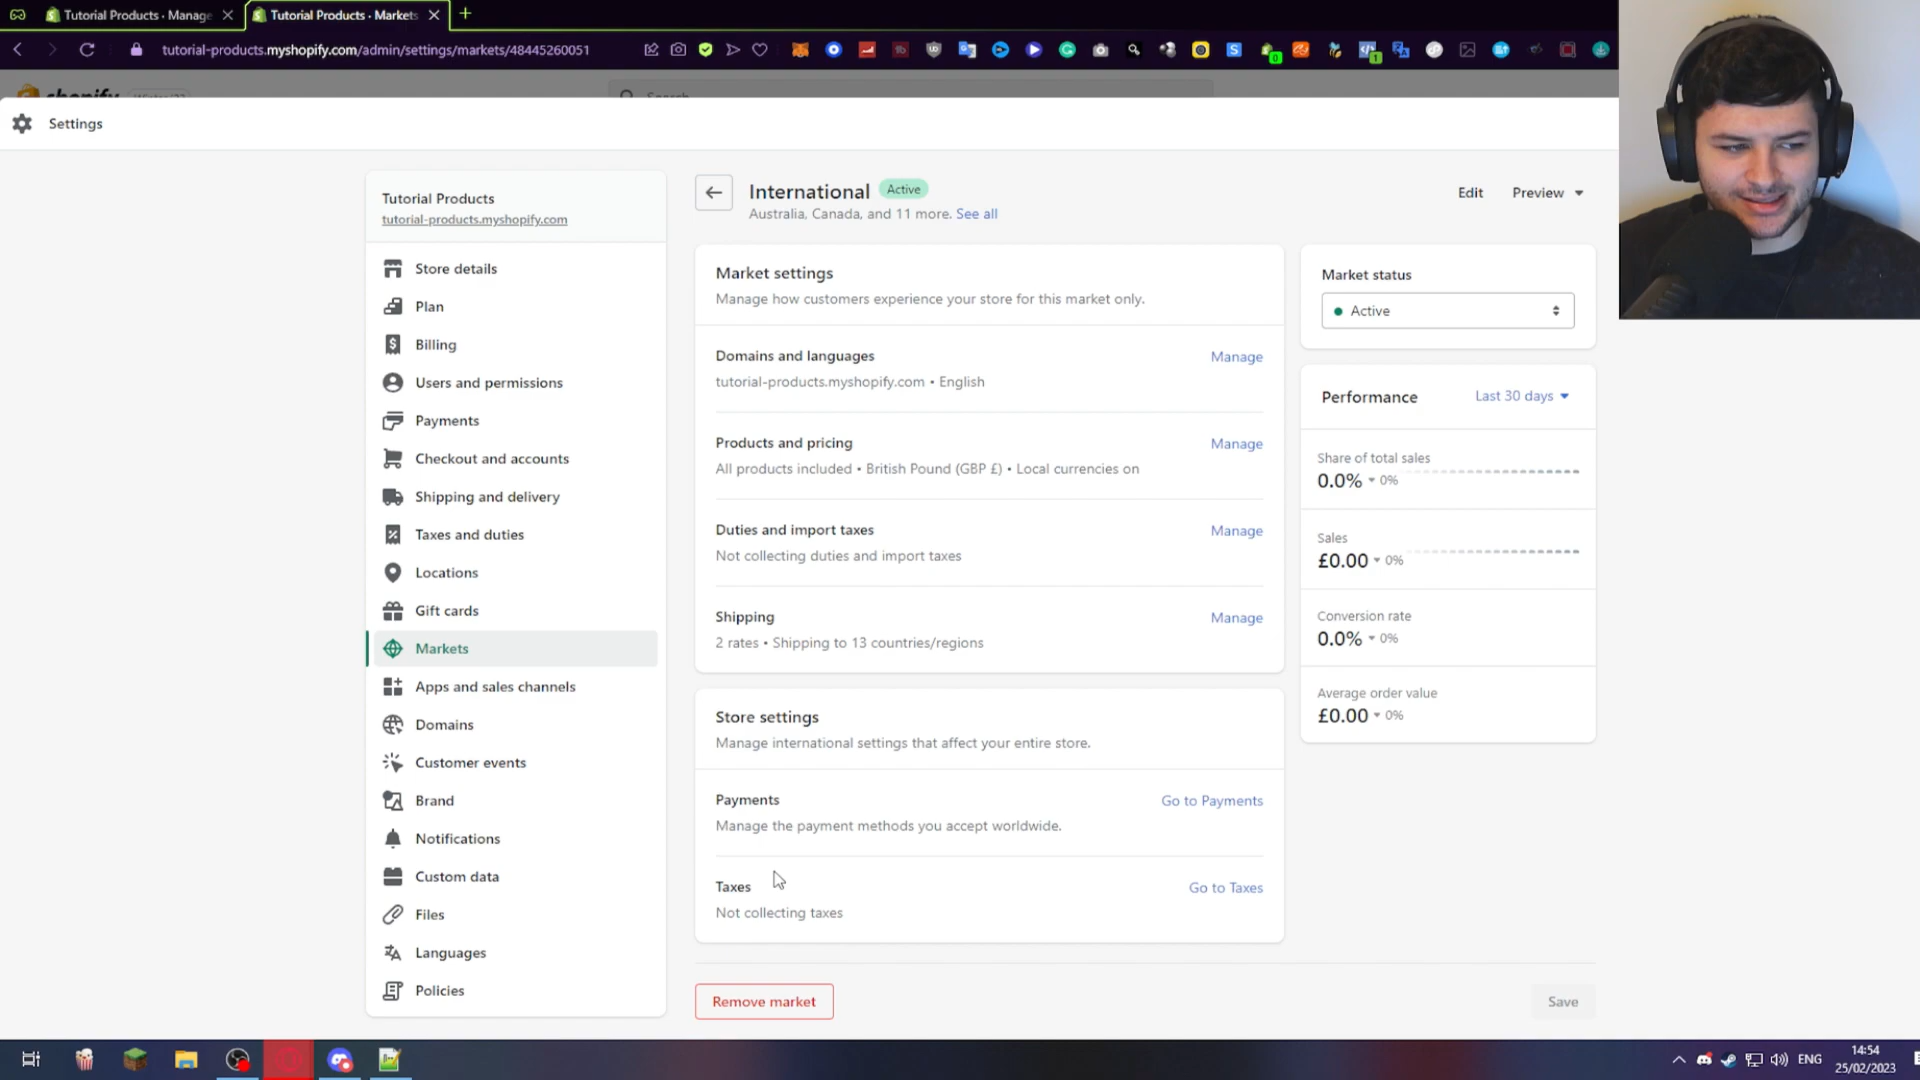 Tutorial Products · Manage
Tutorial Products · Markets
tutorial-products.myshopify.com/admin/settings/markets/48445260051
shopify
Search
Settings
Tutorial Products
tutorial-products.myshopify.com
Store details
Plan
Billing
Users and permissions
Payments
Checkout and accounts
Shipping and delivery
Taxes and duties
Locations
Gift cards
Markets
Apps and sales channels
Domains
Customer events
Brand
Notifications
Custom data
Files
Languages
Policies
International Active
Australia, Canada, and 11 more. See all
Edit Preview
Market settings
Manage how customers experience your store for this market only.
Domains and languages Manage
tutorial-products.myshopify.com • English
Products and pricing Manage
All products included • British Pound (GBP £) • Local currencies on
Duties and import taxes Manage
Not collecting duties and import taxes
Shipping Manage
2 rates • Shipping to 13 countries/regions
Store settings
Manage international settings that affect your entire store.
Payments Go to Payments
Manage the payment methods you accept worldwide.
Taxes Go to Taxes
Not collecting taxes
Remove market Save
Market status
Active
Performance Last 30 days
Share of total sales
0.0% 0%
Sales
£0.00 0%
Conversion rate
0.0% 0%
Average order value
£0.00 0%
ENG
14:54
25/02/2023